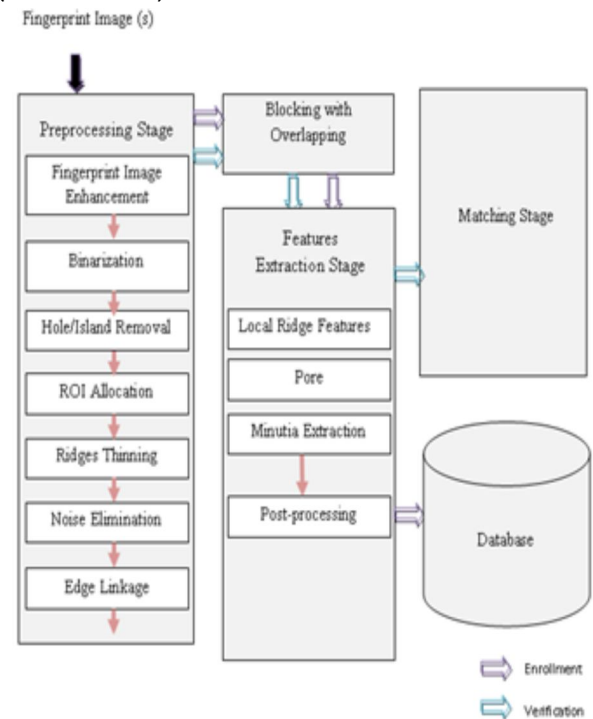 Fingerprint Image (s)
Preprocessing Stage
Fingerprint Image
Enhancement
Binarization
Hole/Island Removal
ROI Allocation
Ridges Thinning
Noise Elimination
Edge Linkage
Blocking with
Overlapping
Features
Extraction Stage
Local Ridge Features
Pore
Minutia Extraction
Post-processing
Matching Stage
Database
Enrollment
Verification